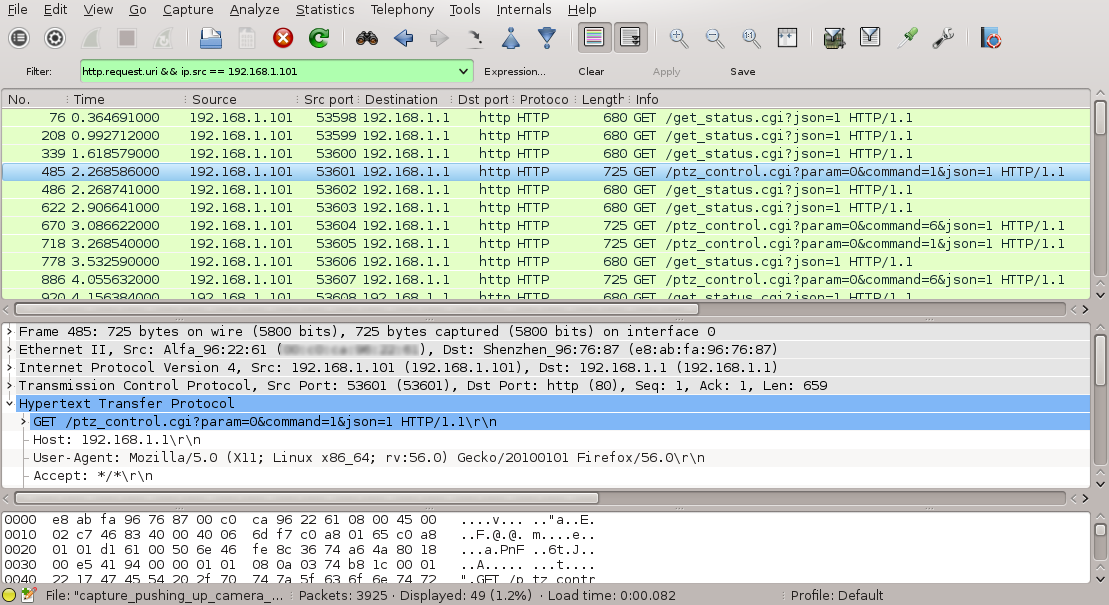 File Edit View Go Capture Analyze Statistics Telephony Tools Internals Help
Filter: http.request.uri && ip.src == 192.168.1.101 Expression... Clear Apply Save
No. Time Source Src port Destination Dst port Protoco Length Info
76 0.364691000 192.168.1.101 53598 192.168.1.1 http HTTP 680 GET /get_status.cgi?json=1 HTTP/1.1
208 0.992712000 192.168.1.101 53599 192.168.1.1 http HTTP 680 GET /get_status.cgi?json=1 HTTP/1.1
339 1.618579000 192.168.1.101 53600 192.168.1.1 http HTTP 680 GET /get_status.cgi?json=1 HTTP/1.1
485 2.268586000 192.168.1.101 53601 192.168.1.1 http HTTP 725 GET /ptz_control.cgi?param=0&command=1&json=1 HTTP/1.1
486 2.268741000 192.168.1.101 53602 192.168.1.1 http HTTP 680 GET /get_status.cgi?json=1 HTTP/1.1
622 2.906641000 192.168.1.101 53603 192.168.1.1 http HTTP 680 GET /get_status.cgi?json=1 HTTP/1.1
670 3.086622000 192.168.1.101 53604 192.168.1.1 http HTTP 725 GET /ptz_control.cgi?param=0&command=6&json=1 HTTP/1.1
718 3.268540000 192.168.1.101 53605 192.168.1.1 http HTTP 725 GET /ptz_control.cgi?param=0&command=1&json=1 HTTP/1.1
778 3.532590000 192.168.1.101 53606 192.168.1.1 http HTTP 680 GET /get_status.cgi?json=1 HTTP/1.1
886 4.055632000 192.168.1.101 53607 192.168.1.1 http HTTP 725 GET /ptz_control.cgi?param=0&command=6&json=1 HTTP/1.1
920 4.156384000 192.168.1.101 53608 192.168.1.1 http HTTP 680 GET /get_status.cgi?json=1 HTTP/1.1
Frame 485: 725 bytes on wire (5800 bits), 725 bytes captured (5800 bits) on interface 0
Ethernet II, Src: Alfa_96:22:61 ( ), Dst: Shenzhen_96:76:87 (e8:ab:fa:96:76:87)
Internet Protocol Version 4, Src: 192.168.1.101 (192.168.1.101), Dst: 192.168.1.1 (192.168.1.1)
Transmission Control Protocol, Src Port: 53601 (53601), Dst Port: http (80), Seq: 1, Ack: 1, Len: 659
Hypertext Transfer Protocol
GET /ptz_control.cgi?param=0&command=1&json=1 HTTP/1.1\r\n
Host: 192.168.1.1\r\n
User-Agent: Mozilla/5.0 (X11; Linux x86_64; rv:56.0) Gecko/20100101 Firefox/56.0\r\n
Accept: */*\r\n
0000 e8 ab fa 96 76 87 00 c0 ca 96 22 61 08 00 45 00 ....v... .."a..E.
0010 02 c7 46 83 40 00 40 06 6d f7 c0 a8 01 65 c0 a8 ..F.@.@. m....e..
0020 01 01 d1 61 00 50 6e 46 fe 8c 36 74 a6 4a 80 18 ...a.PnF ..6t.J..
0030 00 e5 41 94 00 00 01 01 08 0a 03 74 b8 1c 00 01 ..A..... ...t....
0040 22 17 47 45 54 20 2f 70 74 7a 5f 63 6f 6e 74 72 ".GET /p tz_contr
File: "capture_pushing_up_camera_... Packets: 3925 · Displayed: 49 (1.2%) · Load time: 0:00.082 Profile: Default